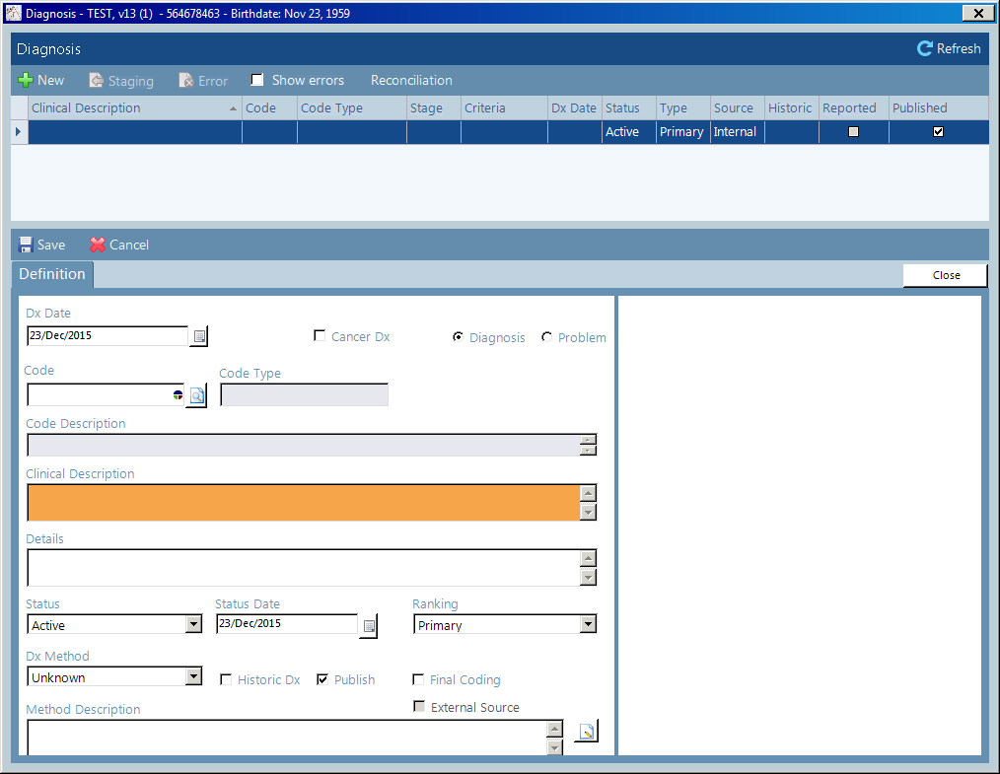 Diagnosis - TEST, v13 (1)  - 564678463 - Birthdate: Nov 23, 1959
Diagnosis Refresh
New Staging Error Show errors Reconciliation
Clinical Description Code Code Type Stage Criteria Dx Date Status Type Source Historic Reported Published
Active Primary Internal
Save Cancel
Definition Close
Dx Date
23/Dec/2015 Cancer Dx Diagnosis Problem
Code Code Type
Code Description
Clinical Description
Details
Status Status Date Ranking
Active 23/Dec/2015 Primary
Dx Method
Unknown Historic Dx Publish Final Coding
Method Description External Source